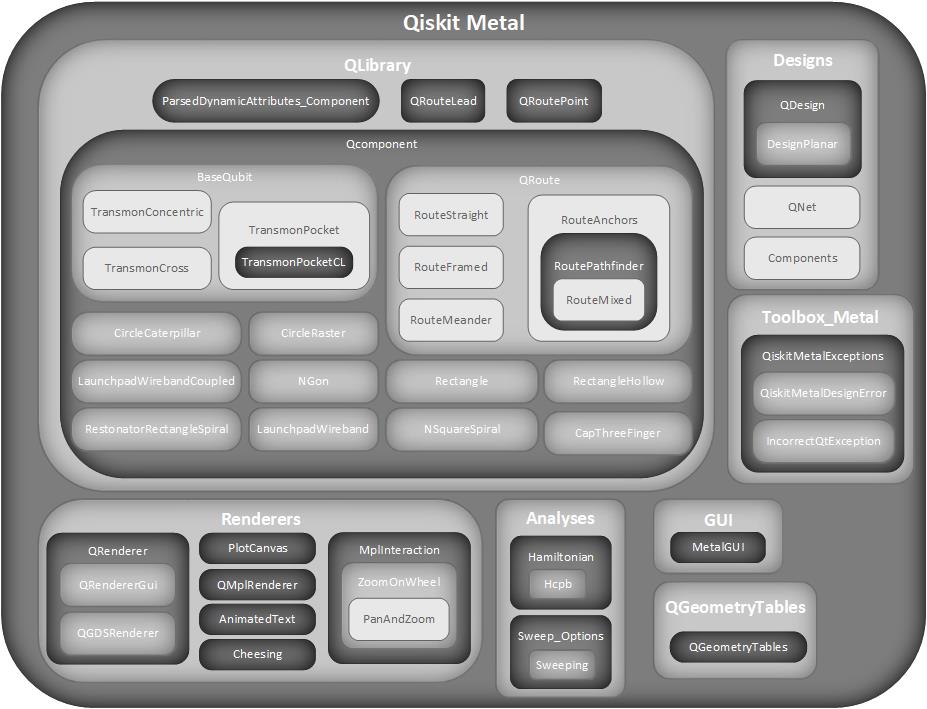 Qiskit Metal
QLibrary
ParsedDynamicAttributes_Component
QRouteLead
QRoutePoint
Qcomponent
BaseQubit
TransmonConcentric
TransmonCross
TransmonPocket
TransmonPocketCL
QRoute
RouteStraight
RouteFramed
RouteMeander
RouteAnchors
RoutePathfinder
RouteMixed
CircleCaterpillar
CircleRaster
LaunchpadWirebandCoupled
NGon
Rectangle
RectangleHollow
RestonatorRectangleSpiral
LaunchpadWireband
NSquareSpiral
CapThreeFinger
Designs
QDesign
DesignPlanar
QNet
Components
Toolbox_Metal
QiskitMetalExceptions
QiskitMetalDesignError
IncorrectQtException
Renderers
QRenderer
QRendererGui
QGDSRenderer
PlotCanvas
QMplRenderer
AnimatedText
Cheesing
MplInteraction
ZoomOnWheel
PanAndZoom
Analyses
Hamiltonian
Hcpb
Sweep_Options
Sweeping
GUI
MetalGUI
QGeometryTables
QGeometryTables